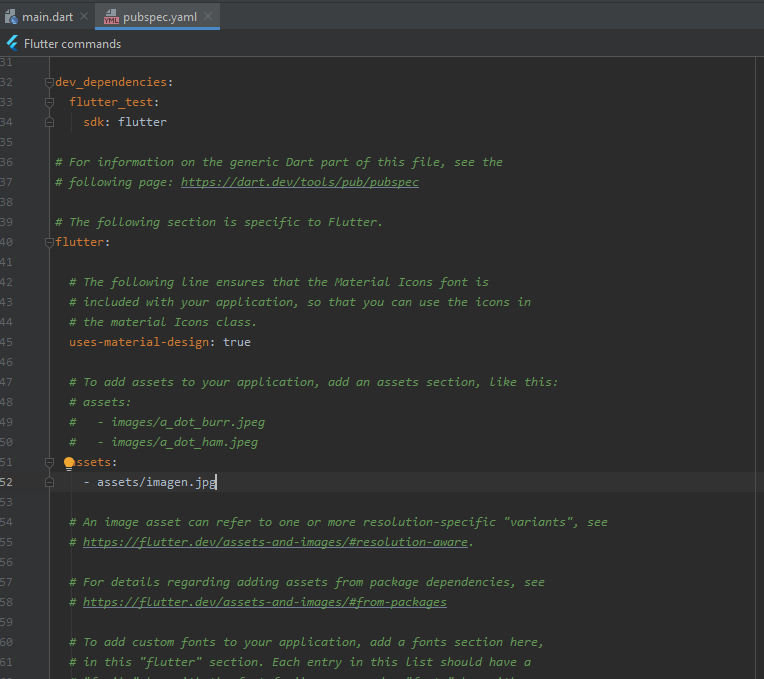 main.dart pubspec.yaml
Flutter commands
31
32 dev_dependencies:
33 flutter_test:
34 sdk: flutter
35
36 # For information on the generic Dart part of this file, see the
37 # following page: https://dart.dev/tools/pub/pubspec
38
39 # The following section is specific to Flutter.
40 flutter:
41
42 # The following line ensures that the Material Icons font is
43 # included with your application, so that you can use the icons in
44 # the material Icons class.
45 uses-material-design: true
46
47 # To add assets to your application, add an assets section, like this:
48 # assets:
49 #   - images/a_dot_burr.jpeg
50 #   - images/a_dot_ham.jpeg
51 assets:
52 - assets/imagen.jpg
53
54 # An image asset can refer to one or more resolution-specific "variants", see
55 # https://flutter.dev/assets-and-images/#resolution-aware.
56
57 # For details regarding adding assets from package dependencies, see
58 # https://flutter.dev/assets-and-images/#from-packages
59
60 # To add custom fonts to your application, add a fonts section here,
61 # in this "flutter" section. Each entry in this list should have a